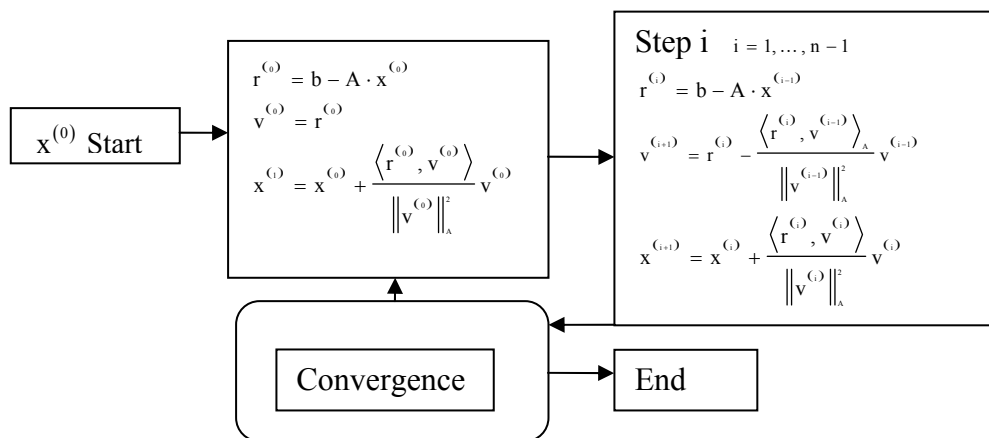 x^(0) Start
r^(0) = b − A · x^(0)
v^(0) = r^(0)
x^(1) = x^(0) + ⟨r^(0), v^(0)⟩ / ‖v^(0)‖²_A v^(0)
Step i i = 1, …, n − 1
r^(i) = b − A · x^(i−1)
v^(i+1) = r^(i) − ⟨r^(i), v^(i−1)⟩_A / ‖v^(i−1)‖²_A v^(i−1)
x^(i+1) = x^(i) + ⟨r^(i), v^(i)⟩ / ‖v^(i)‖²_A v^(i)
Convergence
End